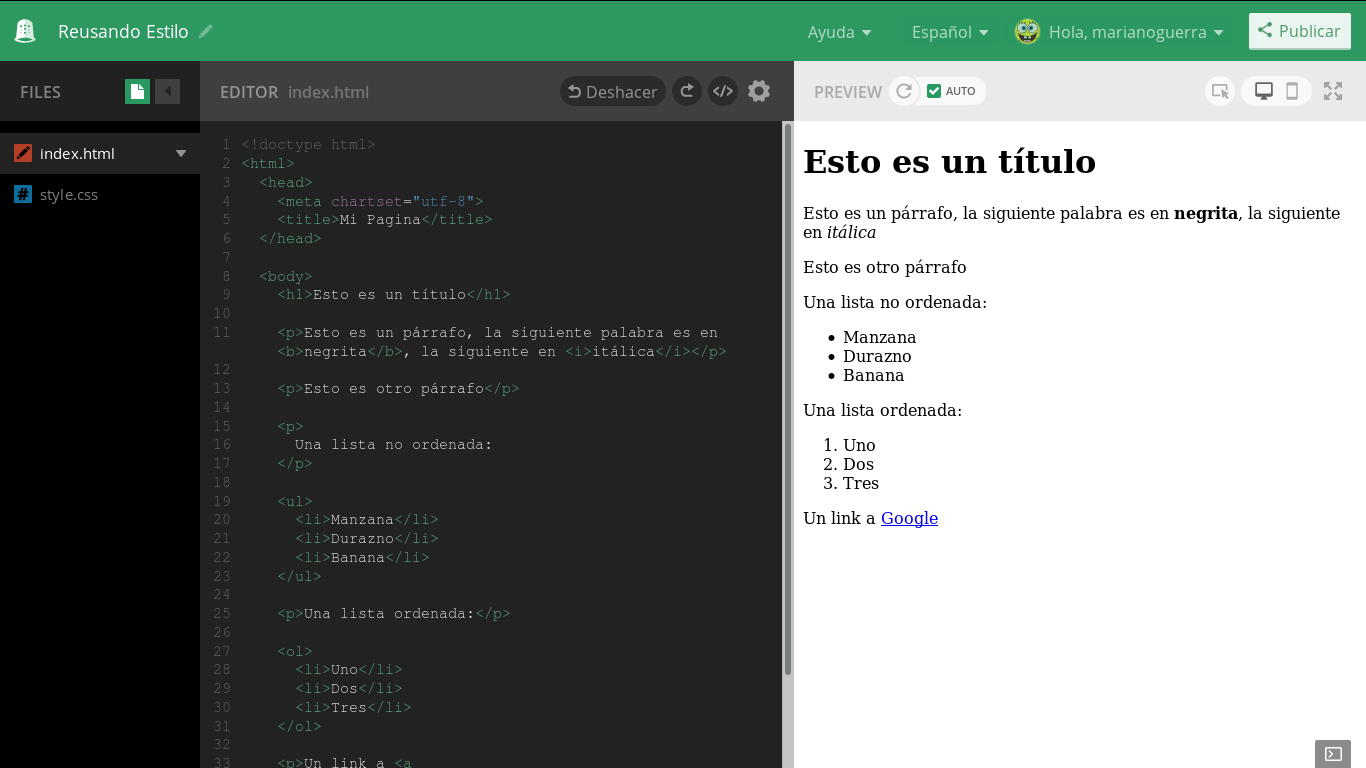 Reusando Estilo
Ayuda
Español
Hola, marianoguerra
Publicar
FILES
EDITOR index.html
Deshacer
</>
PREVIEW
AUTO
index.html
style.css
1 <!doctype html>
2 <html>
3 <head>
4 <meta chartset="utf-8">
5 <title>Mi Pagina</title>
6 </head>
7
8 <body>
9 <h1>Esto es un título</h1>
10
11 <p>Esto es un párrafo, la siguiente palabra es en
<b>negrita</b>, la siguiente en <i>itálica</i></p>
12
13 <p>Esto es otro párrafo</p>
14
15 <p>
16 Una lista no ordenada:
17 </p>
18
19 <ul>
20 <li>Manzana</li>
21 <li>Durazno</li>
22 <li>Banana</li>
23 </ul>
24
25 <p>Una lista ordenada:</p>
26
27 <ol>
28 <li>Uno</li>
29 <li>Dos</li>
30 <li>Tres</li>
31 </ol>
32
33 <p>Un link a <a
Esto es un título
Esto es un párrafo, la siguiente palabra es en negrita, la siguiente
en itálica
Esto es otro párrafo
Una lista no ordenada:
• Manzana
• Durazno
• Banana
Una lista ordenada:
1. Uno
2. Dos
3. Tres
Un link a Google